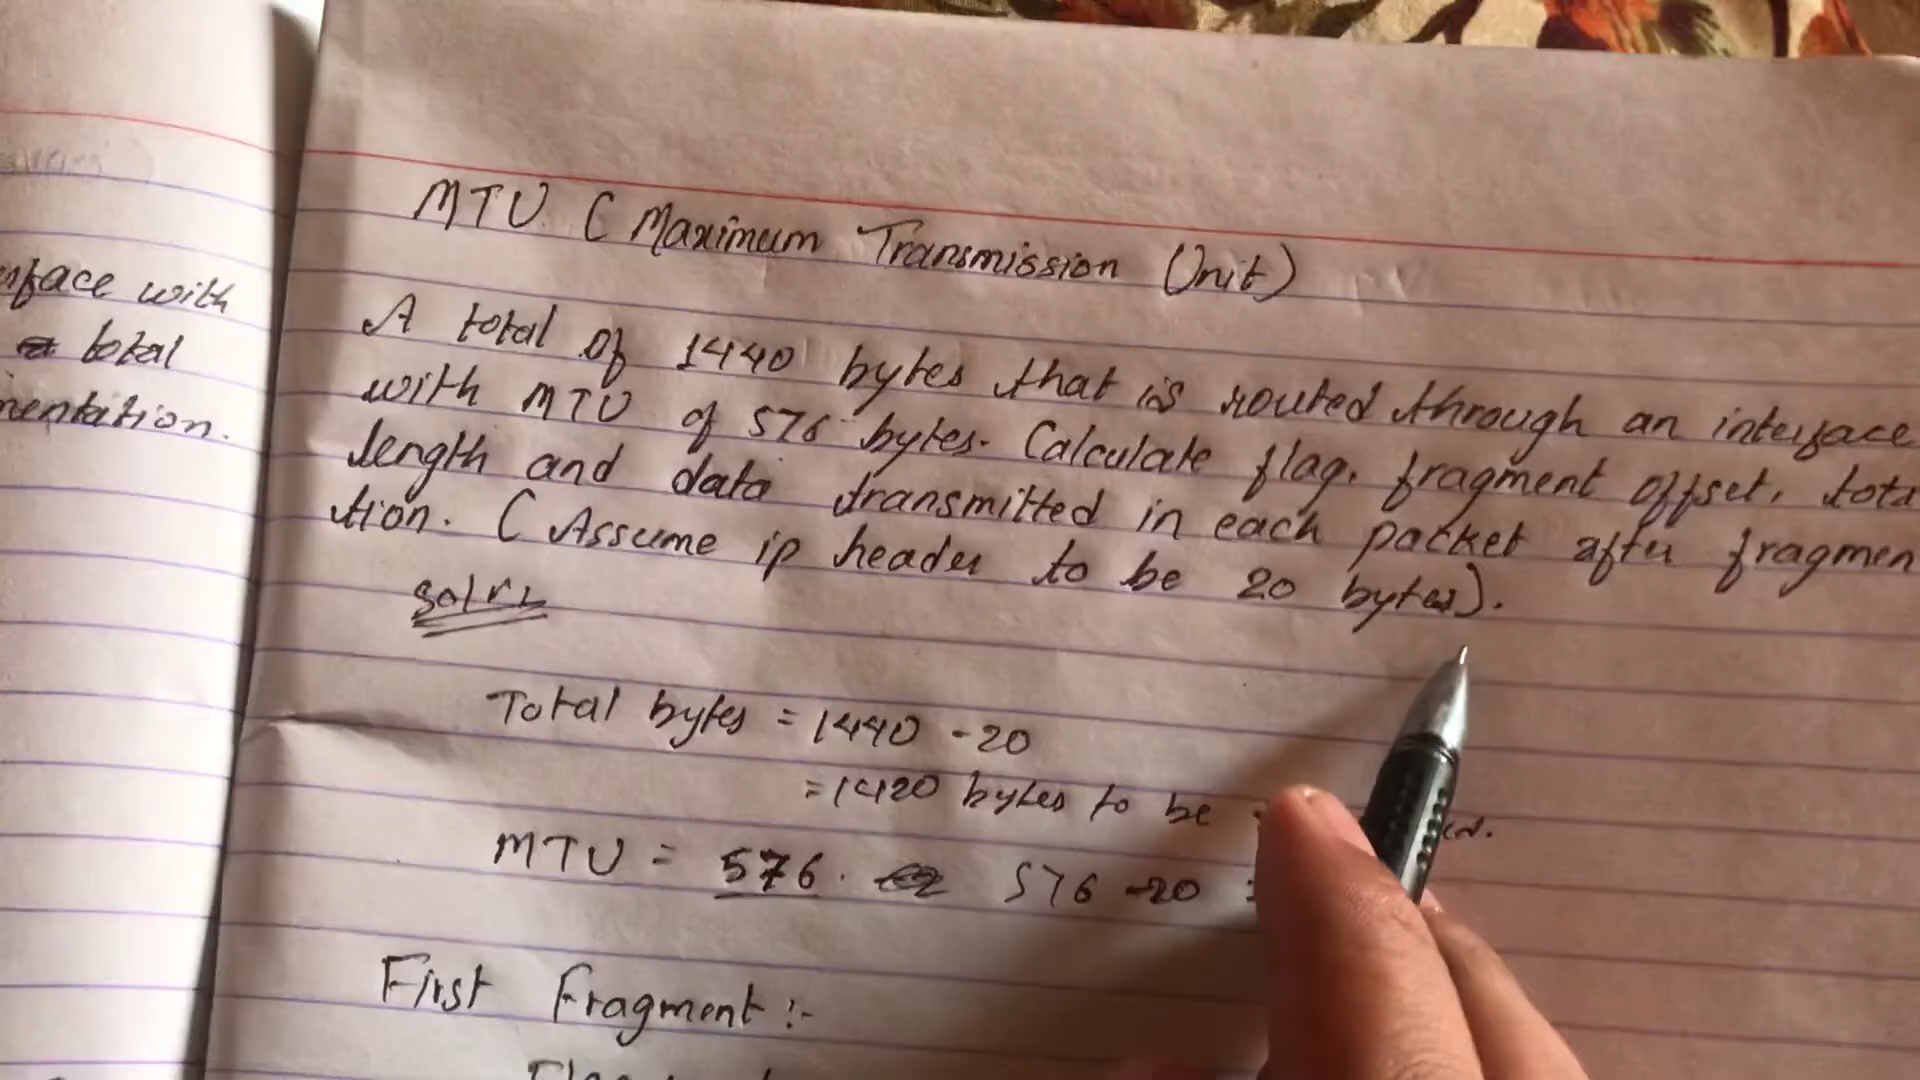 nface with
total
mentation.
MTU (Maximum Transmission Unit)
A total of 1440 bytes that is routed through an interface
with MTU of 576 bytes. Calculate flag, fragment offset, tota
length and data transmitted in each packet after fragmen
tion. (Assume ip header to be 20 bytes).
soln
Total bytes = 1440 - 20
= 1420 bytes to be
MTU = 576. 576 - 20
First Fragment :-